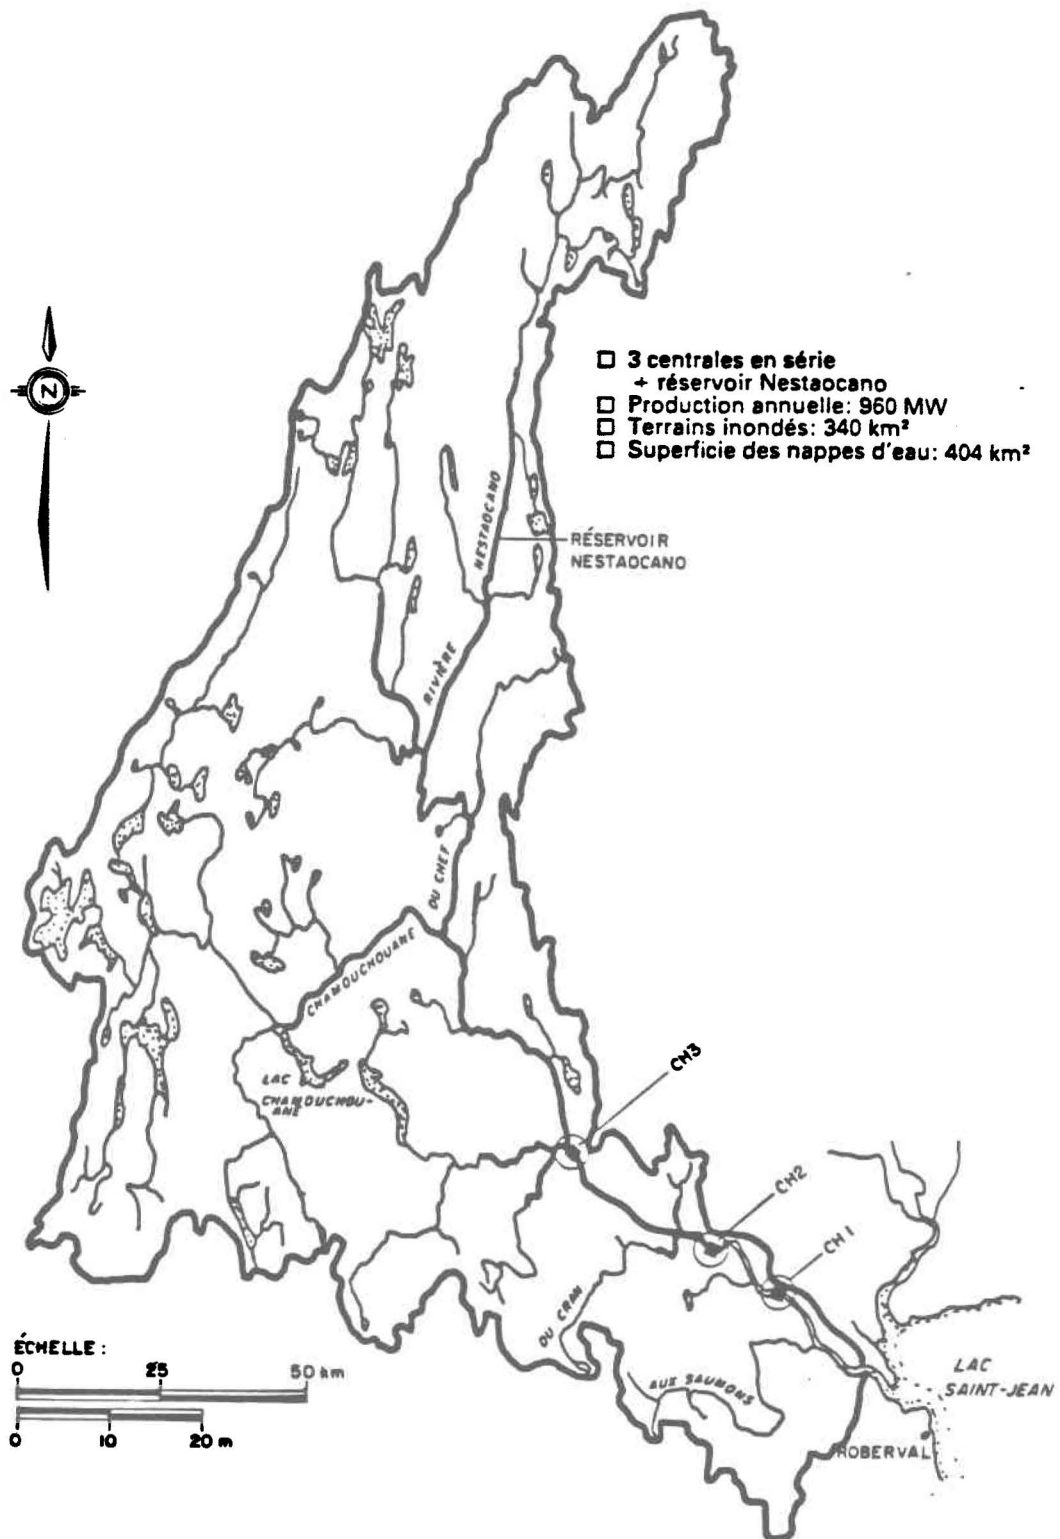 N
□ 3 centrales en série
+ réservoir Nestaocano
□ Production annuelle: 960 MW
□ Terrains inondés: 340 km²
□ Superficie des nappes d'eau: 404 km²
NESTAOCANO
RÉSERVOIR
NESTAOCANO
RIVIÈRE
DU CHEF
CHAMOUCHOUANE
LAC
CHAMOUCHOU-
ANE
CH3
CH2
CH1
DU CRAN
AUX SAUMONS
LAC
SAINT-JEAN
ROBERVAL
ÉCHELLE :
0 25 50 km
0 10 20 m